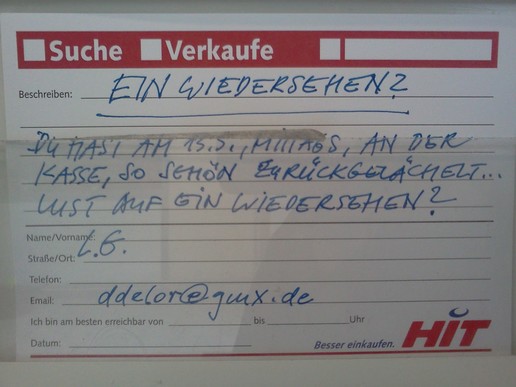 Suche Verkaufe
Beschreiben: EIN WIEDERSEHEN?
DU HAST AM 15.5., MITTAGS, AN DER
KASSE, SO SCHÖN ZURÜCKGELÄCHELT...
LUST AUF EIN WIEDERSEHEN?
Name/Vorname: L.G.
Straße/Ort:
Telefon:
Email: ddelor@gmx.de
Ich bin am besten erreichbar von bis Uhr
Datum:
Besser einkaufen. HIT